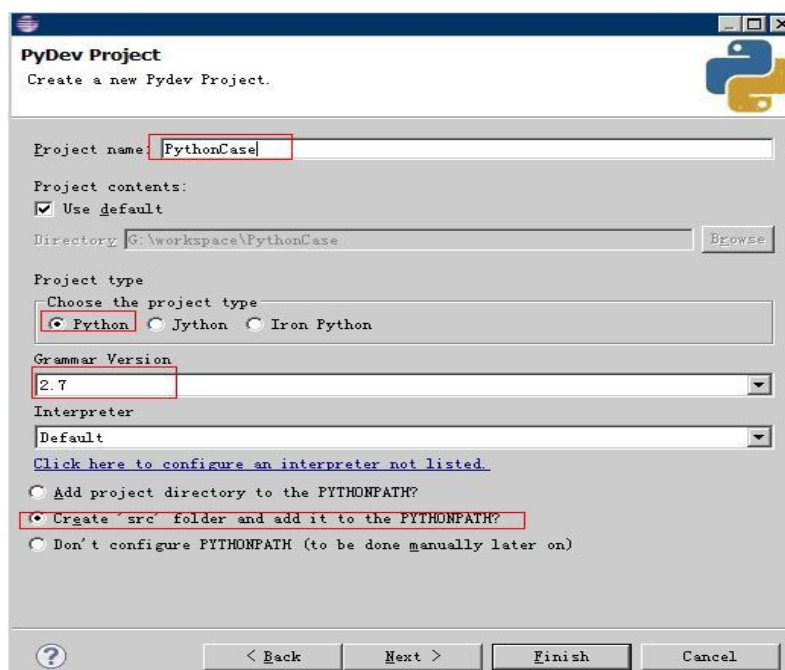 PyDev Project
Create a new Pydev Project.
Project name: PythonCase
Project contents:
Use default
Directory G:\workspace\PythonCase Browse
Project type
Choose the project type
Python Jython Iron Python
Grammar Version
2.7
Interpreter
Default
Click here to configure an interpreter not listed.
Add project directory to the PYTHONPATH?
Create 'src' folder and add it to the PYTHONPATH?
Don't configure PYTHONPATH (to be done manually later on)
? < Back Next > Finish Cancel